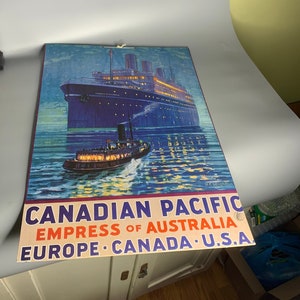 CANADIAN PACIFIC
EMPRESS OF AUSTRALIA
EUROPE · CANADA · U.S.A